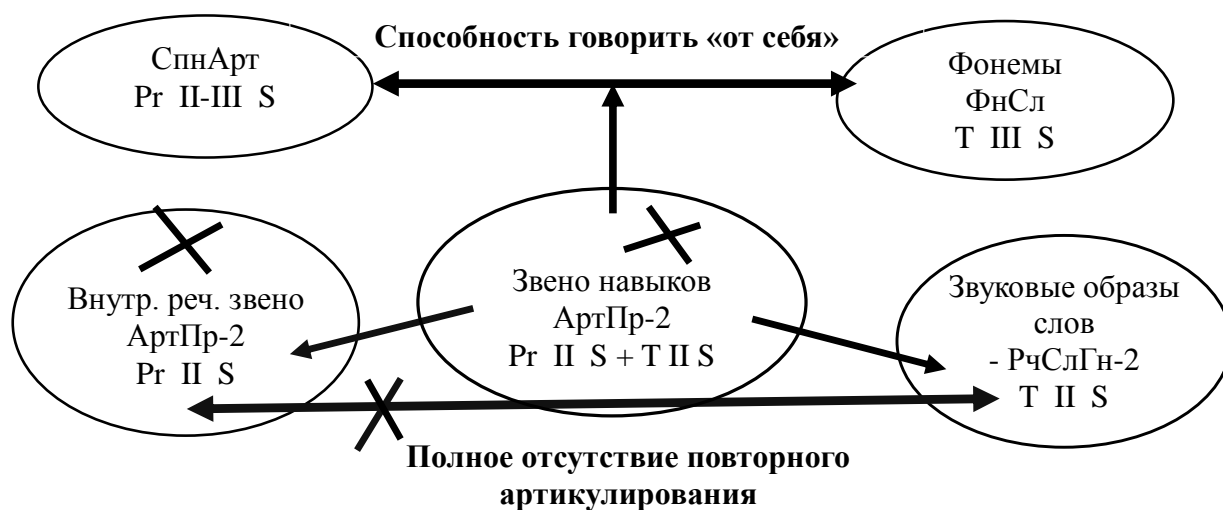 Способность говорить «от себя»
СпнАрт
Pr II-III S
Фонемы
ФнСл
T III S
Внутр. реч. звено
АртПр-2
Pr II S
Звено навыков
АртПр-2
Pr II S + T II S
Звуковые образы
слов
- РчСлГн-2
T II S
Полное отсутствие повторного
артикулирования